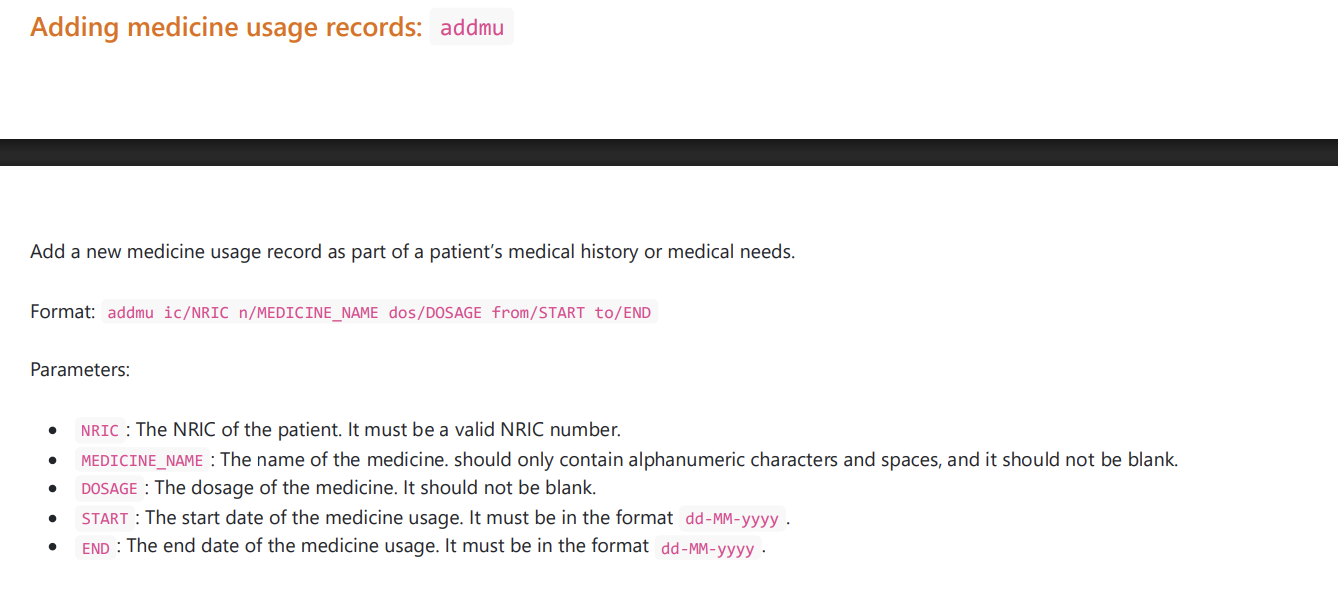 Adding medicine usage records: addmu
Add a new medicine usage record as part of a patient’s medical history or medical needs.
Format: addmu ic/NRIC n/MEDICINE_NAME dos/DOSAGE from/START to/END
Parameters:
• NRIC : The NRIC of the patient. It must be a valid NRIC number.
• MEDICINE_NAME : The name of the medicine. should only contain alphanumeric characters and spaces, and it should not be blank.
• DOSAGE : The dosage of the medicine. It should not be blank.
• START : The start date of the medicine usage. It must be in the format dd-MM-yyyy .
• END : The end date of the medicine usage. It must be in the format dd-MM-yyyy .